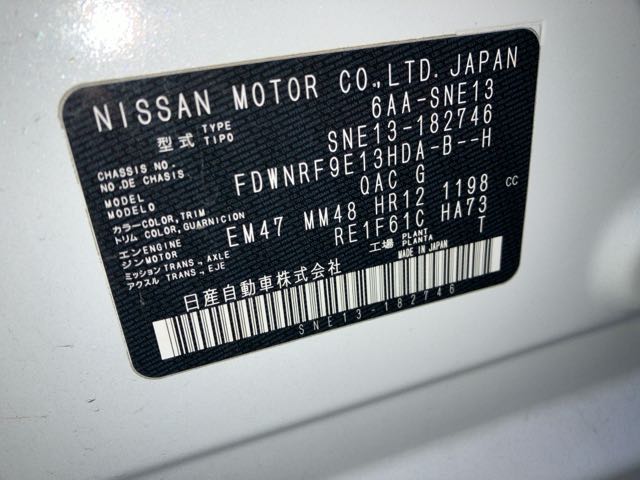 NISSAN MOTOR CO.,LTD. JAPAN
型式 TYPE TIPO 6AA-SNE13
CHASSIS NO. NO.DE CHASIS SNE13-182746
MODEL MODELO FDWNRF9E13HDA-B--H
カラー COLOR, TRIM トリム COLOR, GUARNICION QAC G
エンジン ENGINE MOTOR EM47 MM48 HR12 1198 CC
ミッション TRANS., AXLE アクスル TRANS., EJE RE1F61C HA73
工場 PLANT PLANTA T
日産自動車株式会社 MADE IN JAPAN
SNE13-182746